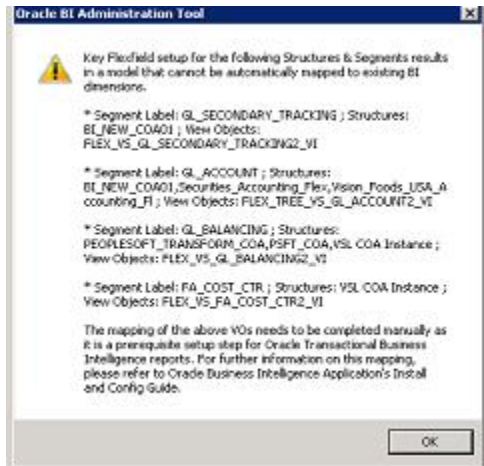 Oracle BI Administration Tool
Key Flexfield setup for the following Structures & Segments results
in a model that cannot be automatically mapped to existing BI
dimensions.
* Segment Label: GL_SECONDARY_TRACKING ; Structures:
BI_NEW_COA01 ; View Objects:
FLEX_VS_GL_SECONDARY_TRACKING2_VI
* Segment Label: GL_ACCOUNT ; Structures:
BI_NEW_COA01,Securities_Accounting_Flex,Vision_Foods_USA_A
ccounting_Fl ; View Objects: FLEX_TREE_VS_GL_ACCOUNT2_VI
* Segment Label: GL_BALANCING ; Structures:
PEOPLESOFT_TRANSFORM_COA,PSFT_COA,VSL COA Instance ;
View Objects: FLEX_VS_GL_BALANCING2_VI
* Segment Label: FA_COST_CTR ; Structures: VSL COA Instance ;
View Objects: FLEX_VS_FA_COST_CTR2_VI
The mapping of the above VOs needs to be completed manually as
it is a prerequisite setup step for Oracle Transactional Business
Intelligence reports. For further information on this mapping,
please refer to Oracle Business Intelligence Application's Install
and Config Guide.
OK